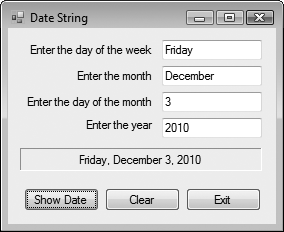 Date String
Enter the day of the week Friday
Enter the month December
Enter the day of the month 3
Enter the year 2010
Friday, December 3, 2010
Show Date Clear Exit